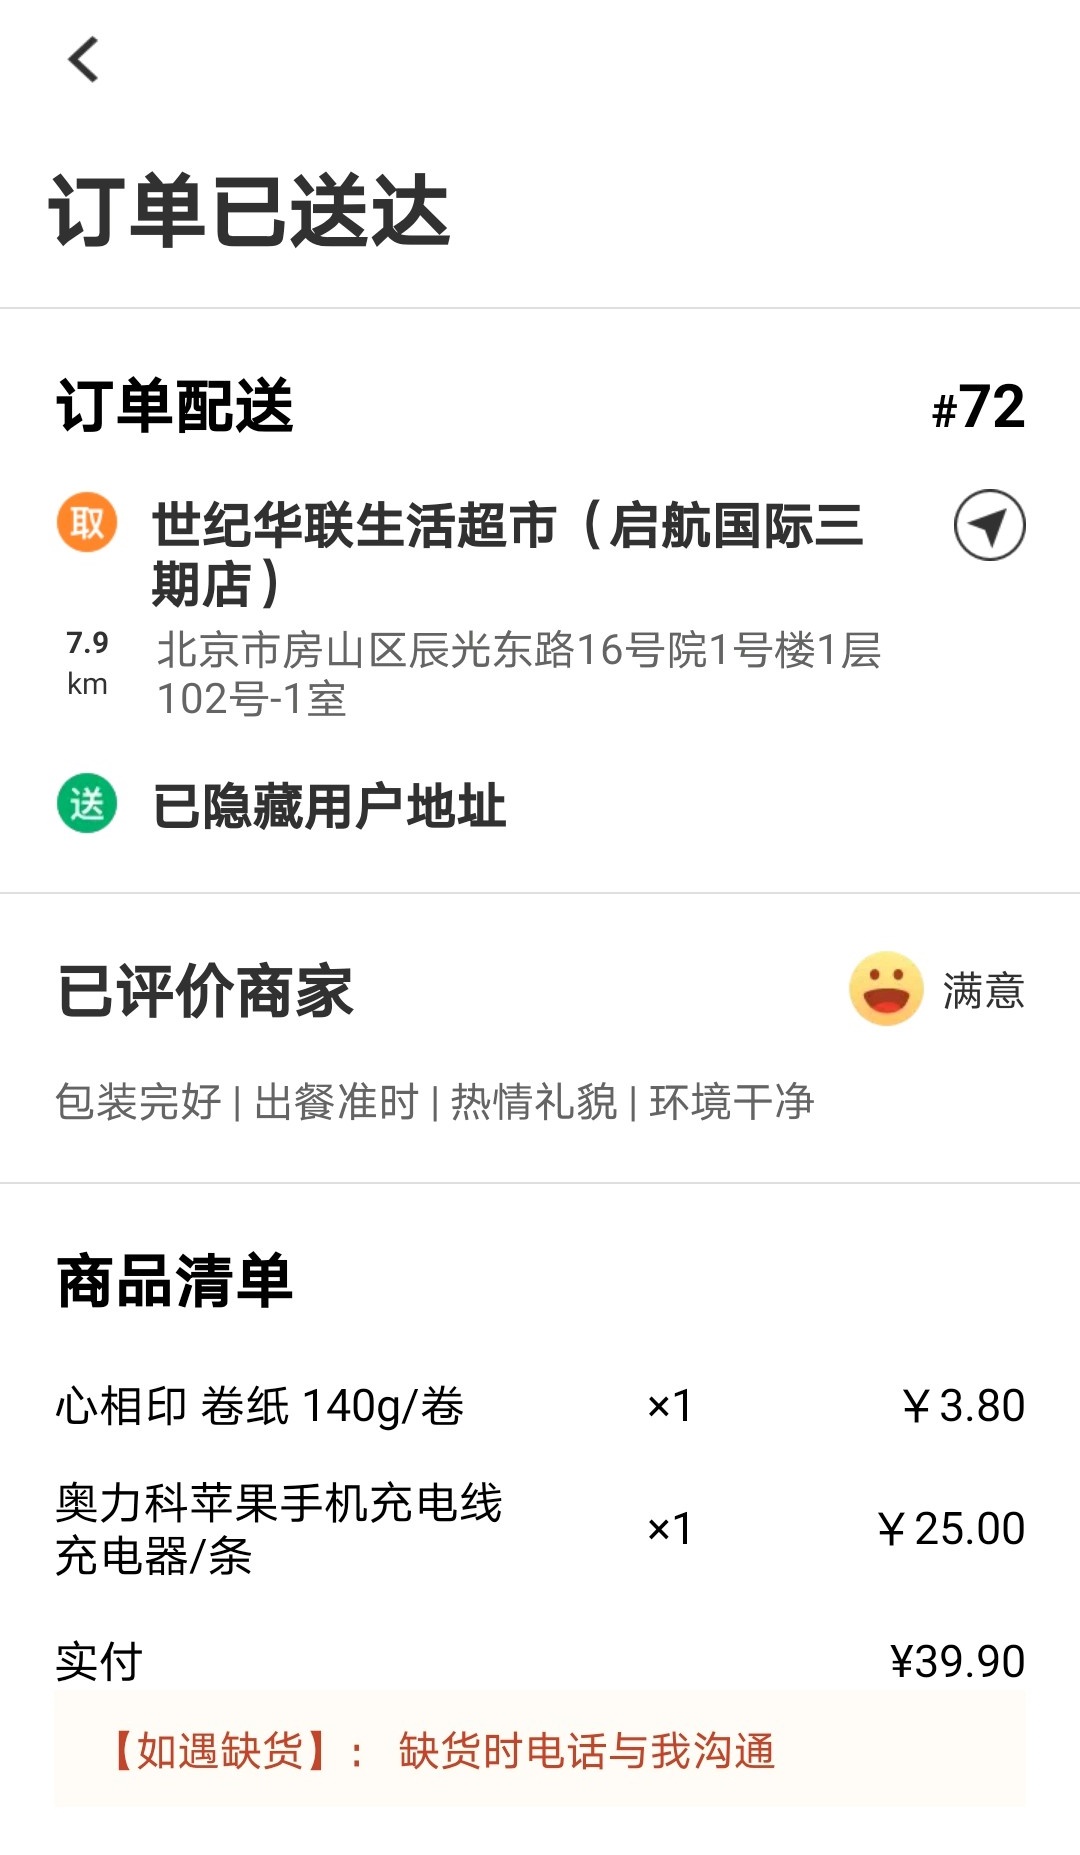 订单已送达
订单配送
#72
取
世纪华联生活超市（启航国际三
期店）
7.9
km
北京市房山区辰光东路16号院1号楼1层
102号-1室
送
已隐藏用户地址
已评价商家
满意
包装完好 | 出餐准时 | 热情礼貌 | 环境干净
商品清单
心相印 卷纸 140g/卷 ×1 ￥3.80
奥力科苹果手机充电线
充电器/条
×1 ￥25.00
实付 ¥39.90
【如遇缺货】： 缺货时电话与我沟通